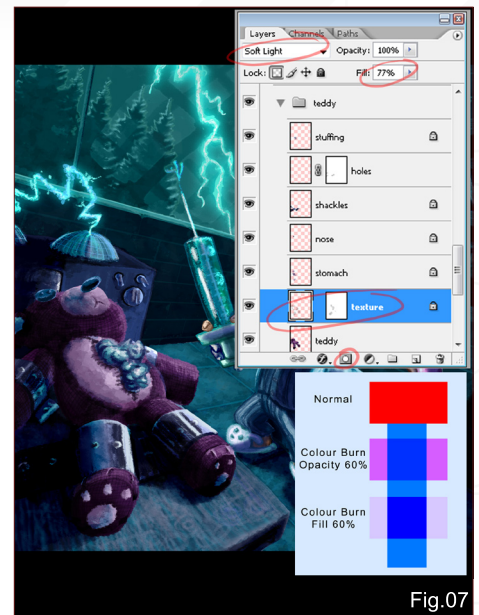 Layers Channels Paths
Soft Light Opacity: 100%
Lock: Fill: 77%
teddy
stuffing
holes
shackles
nose
stomach
texture
teddy
Normal
Colour Burn
Opacity 60%
Colour Burn
Fill 60%
Fig.07